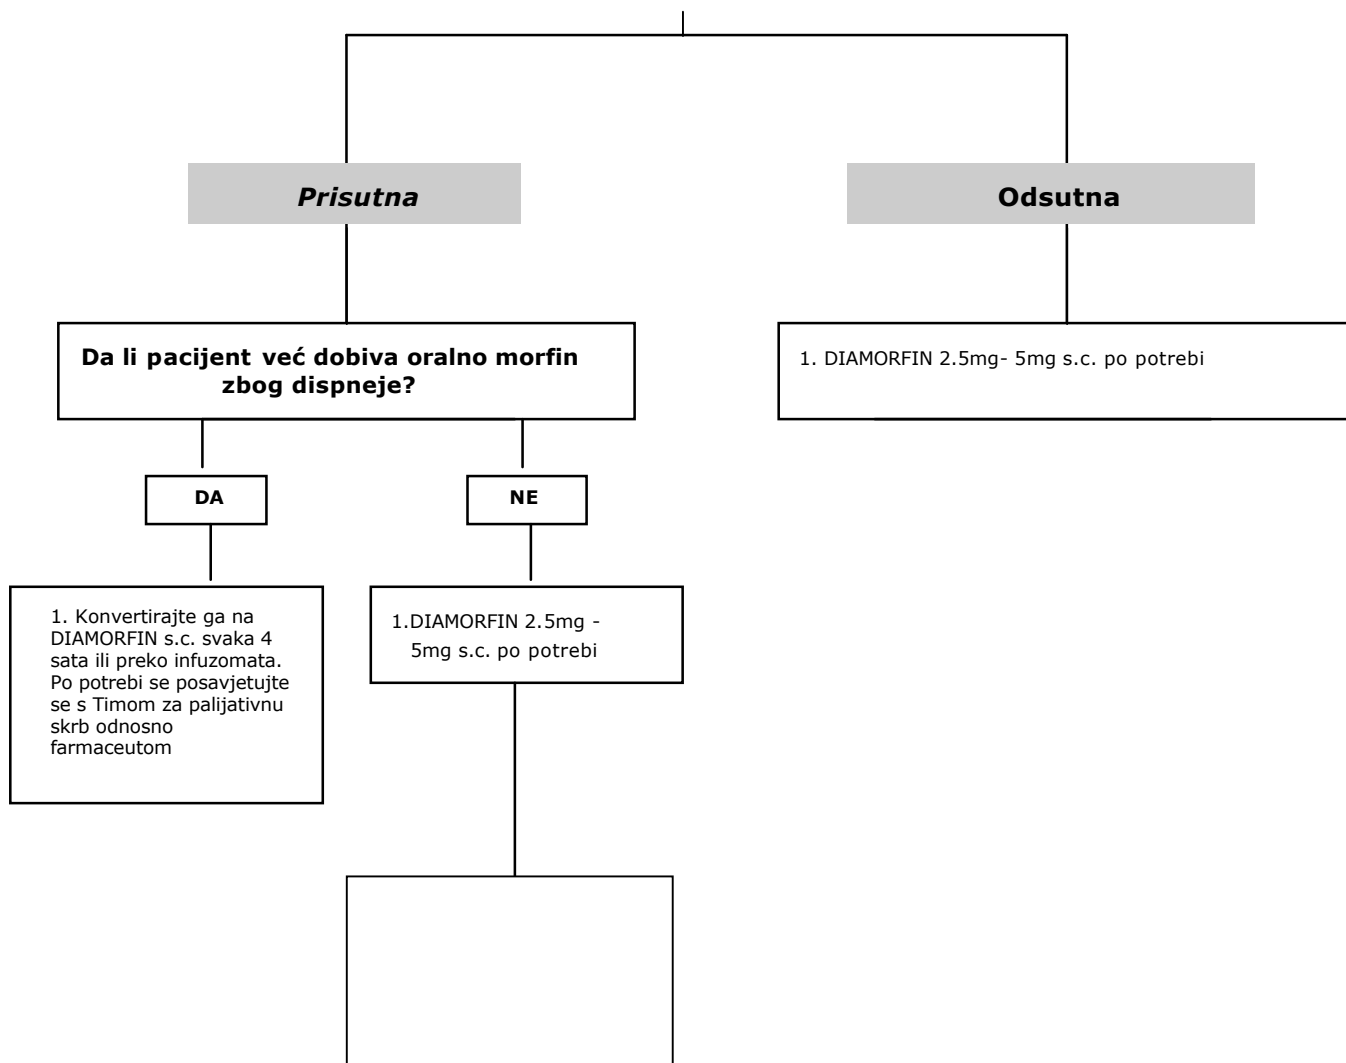 Prisutna
Odsutna
Da li pacijent već dobiva oralno morfin
zbog dispneje?
1. DIAMORFIN 2.5mg- 5mg s.c. po potrebi
DA
NE
1. Konvertirajte ga na
DIAMORFIN s.c. svaka 4
sata ili preko infuzomata.
Po potrebi se posavjetujte
se s Timom za palijativnu
skrb odnosno
farmaceutom
1.DIAMORFIN 2.5mg -
5mg s.c. po potrebi